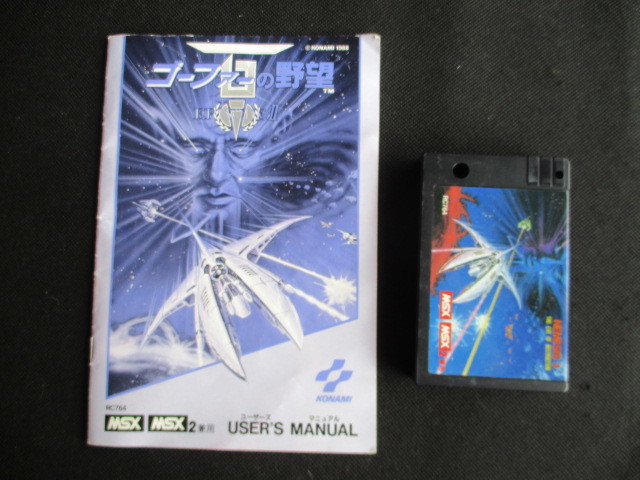 © KONAMI 1988
ゴーファーの野望
TM
EPISODE II
KONAMI
RC764
MSX MSX2兼用
ユーザーズ マニュアル
USER'S MANUAL
RC764
MSX MSX2